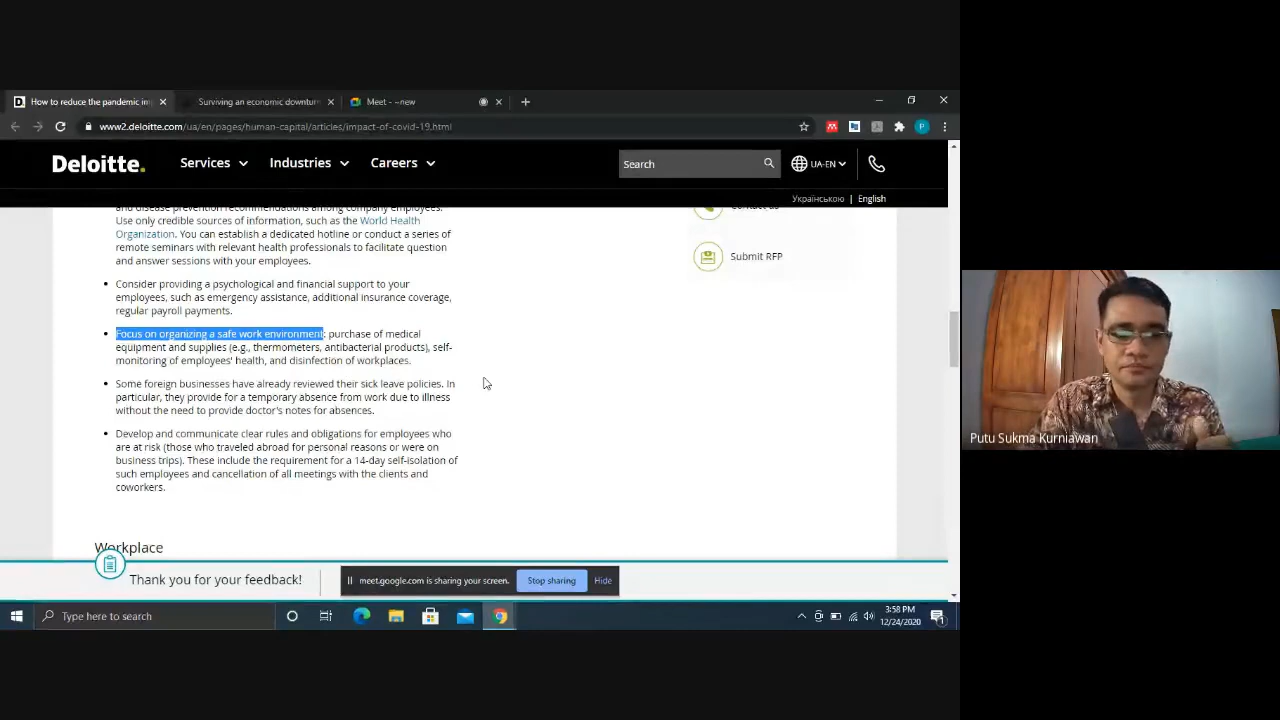 How to reduce the pandemic im
Surviving an economic downtur
Meet - ~new
www2.deloitte.com/ua/en/pages/human-capital/articles/impact-of-covid-19.html
Deloitte.
Services
Industries
Careers
Search
UA-EN
Українською | English
and disease prevention recommendations among company employees.
Use only credible sources of information, such as the World Health
Organization. You can establish a dedicated hotline or conduct a series of
remote seminars with relevant health professionals to facilitate question
and answer sessions with your employees.
Contact us
Submit RFP
• Consider providing a psychological and financial support to your
employees, such as emergency assistance, additional insurance coverage,
regular payroll payments.
• Focus on organizing a safe work environment: purchase of medical
equipment and supplies (e.g., thermometers, antibacterial products), self-
monitoring of employees' health, and disinfection of workplaces.
• Some foreign businesses have already reviewed their sick leave policies. In
particular, they provide for a temporary absence from work due to illness
without the need to provide doctor's notes for absences.
• Develop and communicate clear rules and obligations for employees who
are at risk (those who traveled abroad for personal reasons or were on
business trips). These include the requirement for a 14-day self-isolation of
such employees and cancellation of all meetings with the clients and
coworkers.
Workplace
Thank you for your feedback!
meet.google.com is sharing your screen.
Stop sharing
Hide
Type here to search
3:58 PM
12/24/2020
Putu Sukma Kurniawan